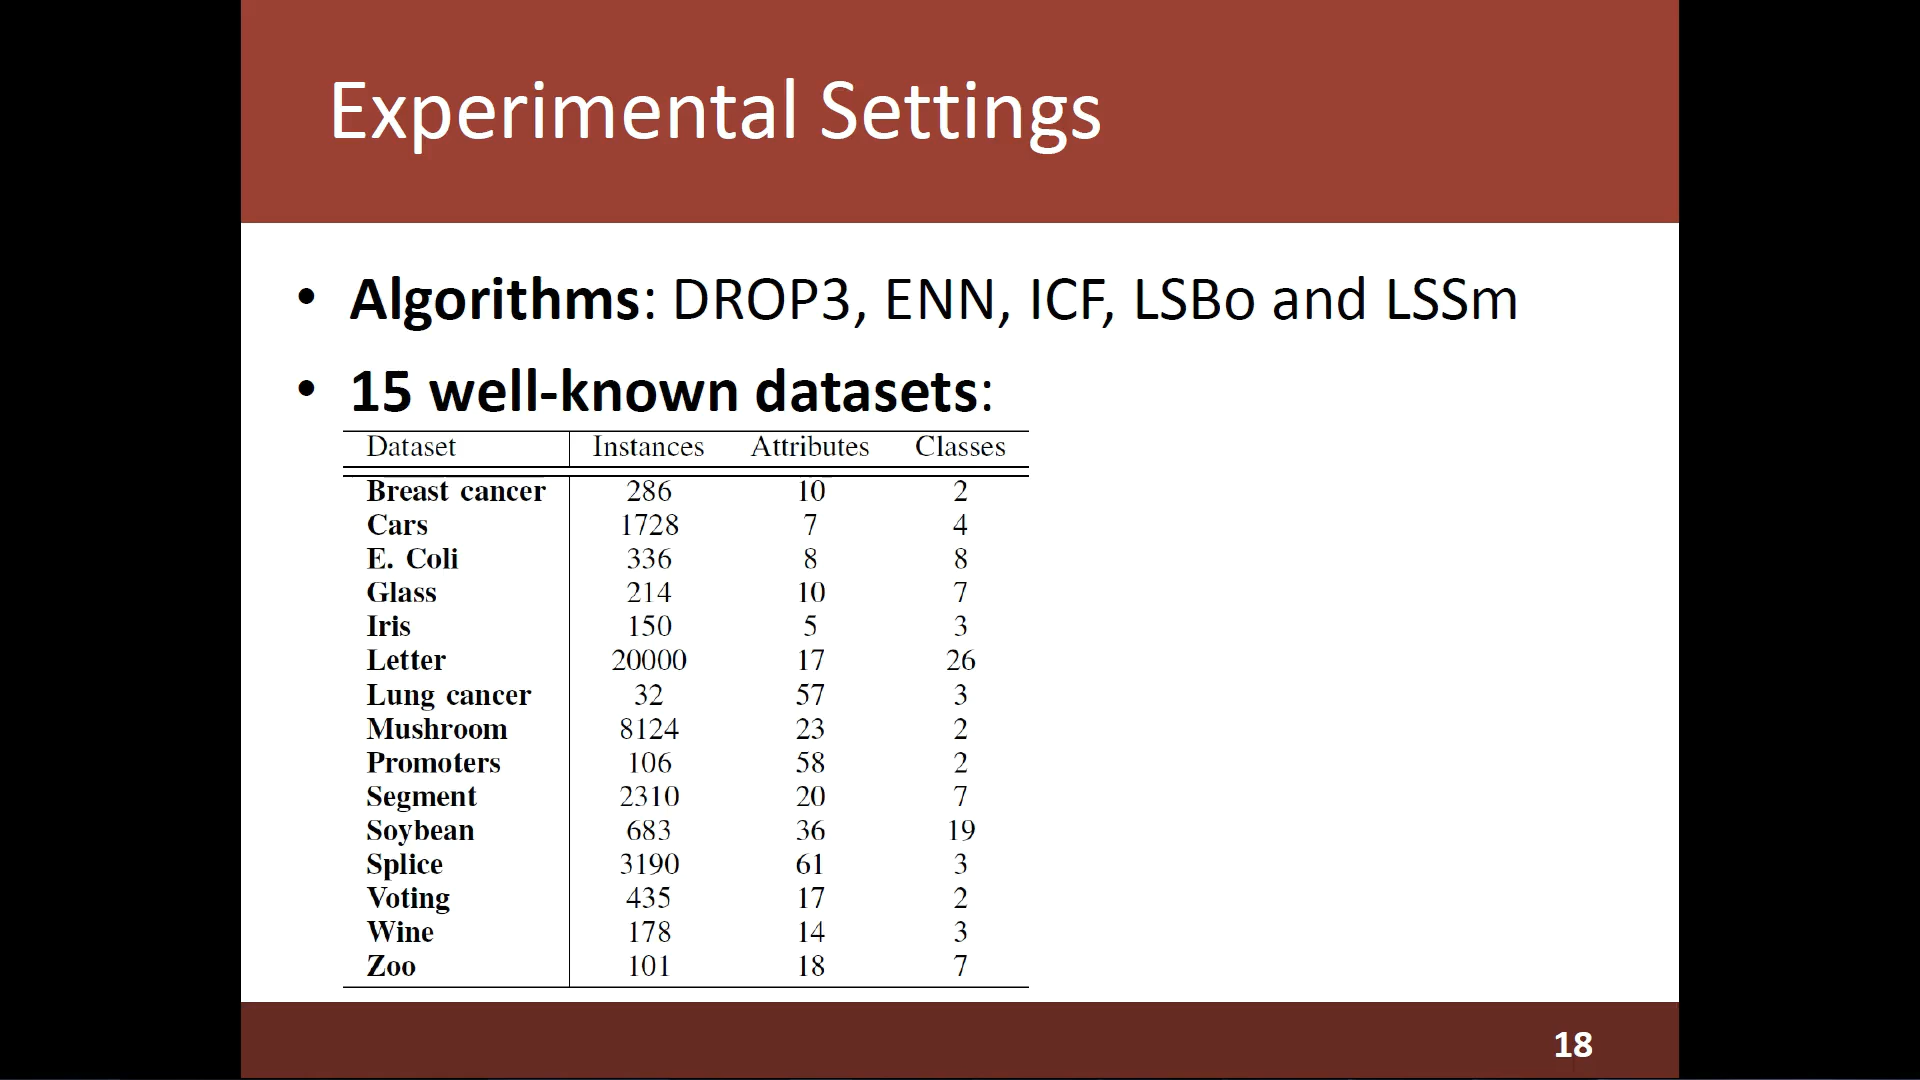 Experimental Settings
• Algorithms: DROP3, ENN, ICF, LSBo and LSSm
• 15 well-known datasets:
Dataset Instances Attributes Classes
Breast cancer 286 10 2
Cars 1728 7 4
E. Coli 336 8 8
Glass 214 10 7
Iris 150 5 3
Letter 20000 17 26
Lung cancer 32 57 3
Mushroom 8124 23 2
Promoters 106 58 2
Segment 2310 20 7
Soybean 683 36 19
Splice 3190 61 3
Voting 435 17 2
Wine 178 14 3
Zoo 101 18 7
18